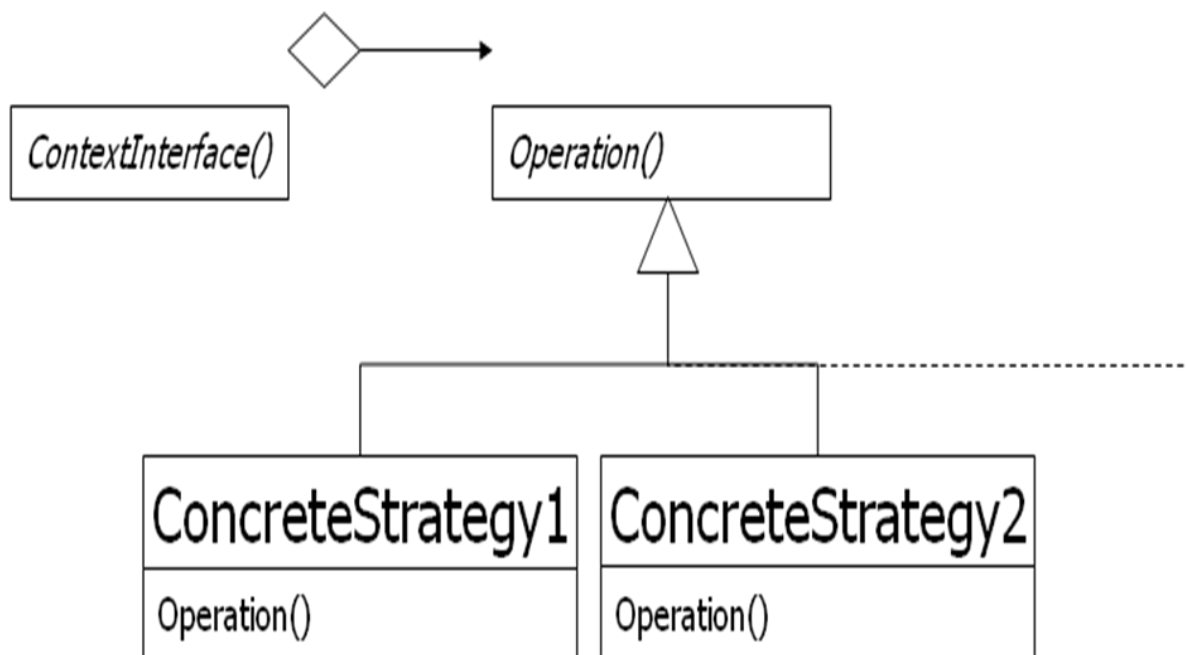 ContextInterface()
Operation()
ConcreteStrategy1
ConcreteStrategy2
Operation()
Operation()